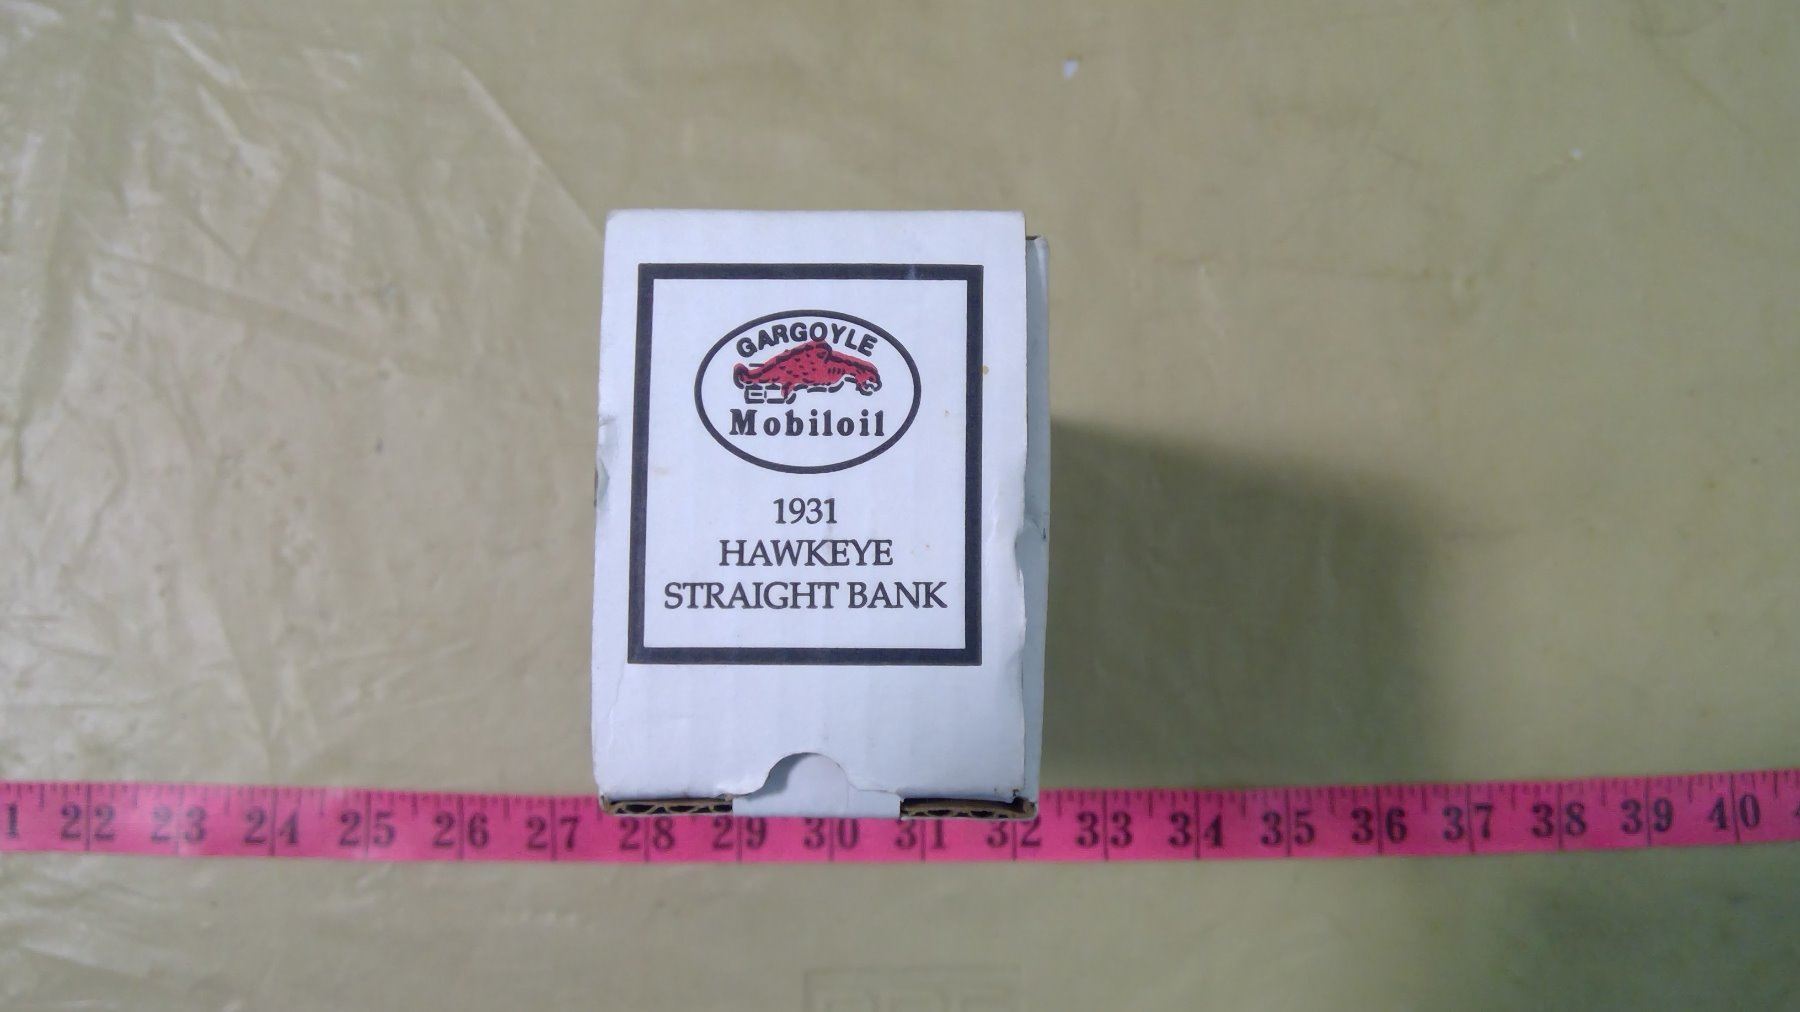 GARGOYLE
Mobiloil
1931
HAWKEYE
STRAIGHT BANK
1 22 23 24 25 26 27 28 29 30 31 32 33 34 35 36 37 38 39 40